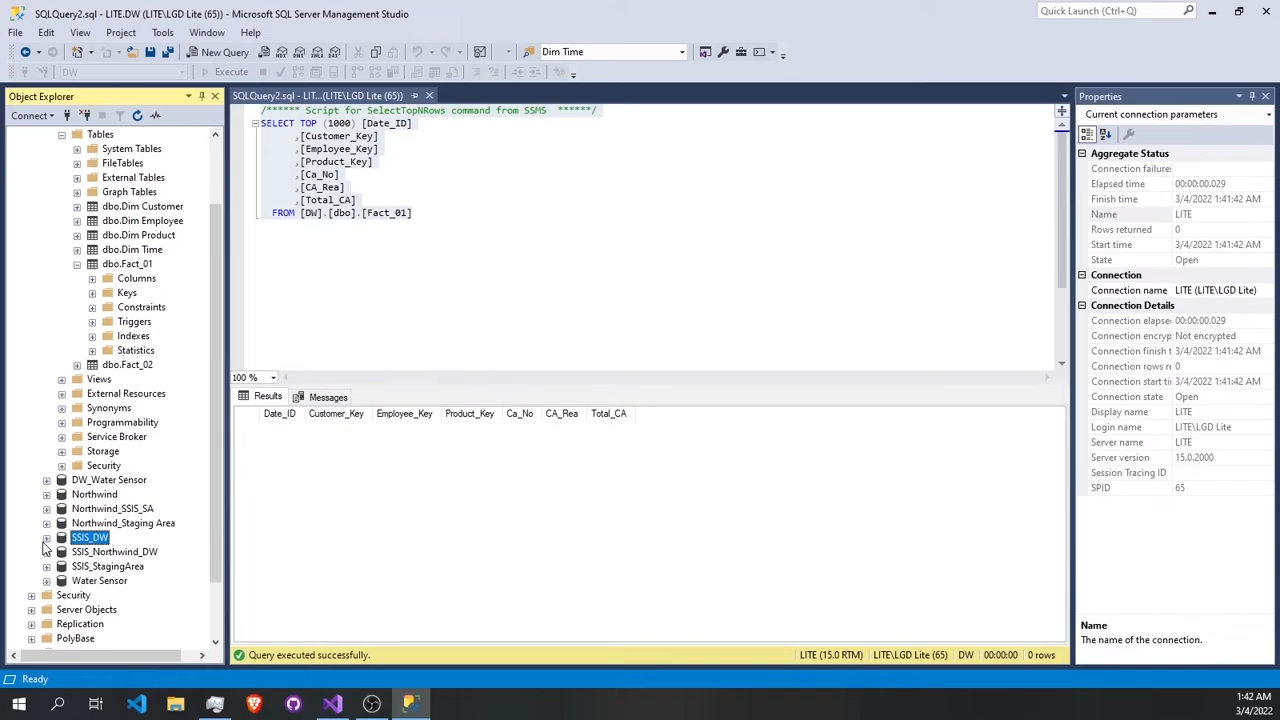 SQLQuery2.sql - LITE.DW (LITE\LGD Lite (65)) - Microsoft SQL Server Management Studio
Quick Launch (Ctrl+Q)
File Edit View Project Tools Window Help
New Query
MDX DMX XMLA DAX
Dim Time
DW
Execute
Object Explorer
Connect
Tables
System Tables
FileTables
External Tables
Graph Tables
dbo.Dim Customer
dbo.Dim Employee
dbo.Dim Product
dbo.Dim Time
dbo.Fact_01
Columns
Keys
Constraints
Triggers
Indexes
Statistics
dbo.Fact_02
Views
External Resources
Synonyms
Programmability
Service Broker
Storage
Security
DW_Water Sensor
Northwind
Northwind_SSIS_SA
Northwind_Staging Area
SSIS_DW
SSIS_Northwind_DW
SSIS_StagingArea
Water Sensor
Security
Server Objects
Replication
PolyBase
SQLQuery2.sql - LIT...(LITE\LGD Lite (65))
/****** Script for SelectTopNRows command from SSMS ******/
SELECT TOP (1000) [Date_ID]
,[Customer_Key]
,[Employee_Key]
,[Product_Key]
,[Ca_No]
,[CA_Rea]
,[Total_CA]
FROM [DW].[dbo].[Fact_01]
100 %
Results Messages
Date_ID Customer_Key Employee_Key Product_Key Ca_No CA_Rea Total_CA
Query executed successfully.
LITE (15.0 RTM) LITE\LGD Lite (65) DW 00:00:00 0 rows
Properties
Current connection parameters
Aggregate Status
Connection failures
Elapsed time 00:00:00.029
Finish time 3/4/2022 1:41:42 AM
Name LITE
Rows returned 0
Start time 3/4/2022 1:41:42 AM
State Open
Connection
Connection name LITE (LITE\LGD Lite)
Connection Details
Connection elapse 00:00:00.029
Connection encryp Not encrypted
Connection finish t 3/4/2022 1:41:42 AM
Connection rows re 0
Connection start tir 3/4/2022 1:41:42 AM
Connection state Open
Display name LITE
Login name LITE\LGD Lite
Server name LITE
Server version 15.0.2000
Session Tracing ID
SPID 65
Name
The name of the connection.
Ready
1:42 AM
3/4/2022